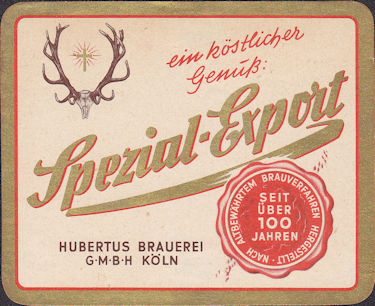 ein köstlicher
Genuß:
Spezial-Export
HUBERTUS BRAUEREI
G·M·B·H KÖLN
NACH ALTBEWÄHRTEM BRAUVERFAHREN HERGESTELLT ·
SEIT
ÜBER
100
JAHREN